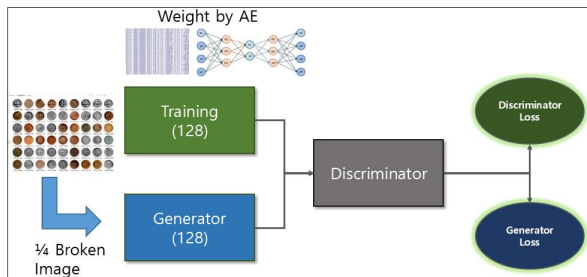 Weight by AE
Training
(128)
Generator
(128)
¼ Broken
Image
Discriminator
Discriminator
Loss
Generator
Loss